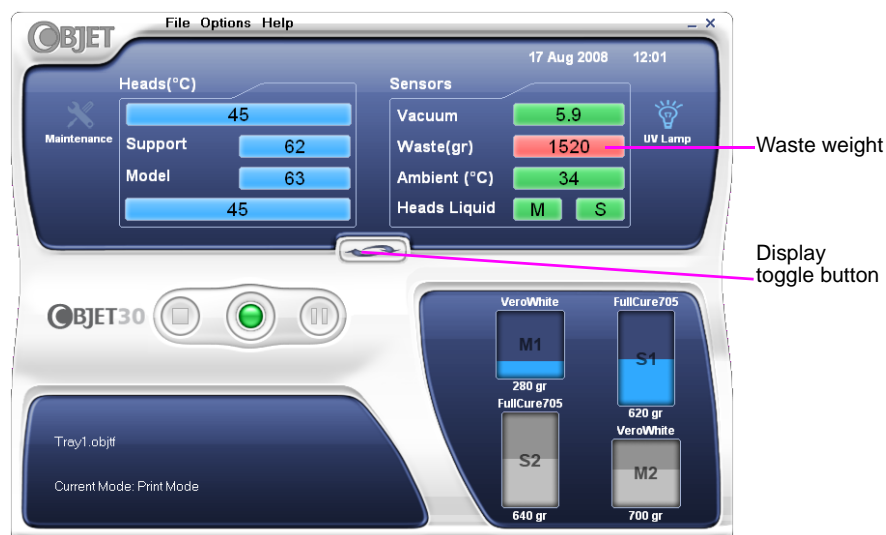 OBJET
File Options Help
17 Aug 2008 12:01
Heads(°C)
Sensors
45
Vacuum 5.9
Maintenance
Support 62
Waste(gr) 1520
UV Lamp
Waste weight
Model 63
Ambient (°C) 34
45
Heads Liquid M S
Display
toggle button
OBJET30
VeroWhite
FullCure705
M1
S1
280 gr
620 gr
FullCure705
VeroWhite
S2
M2
640 gr
700 gr
Tray1.objtf
Current Mode: Print Mode